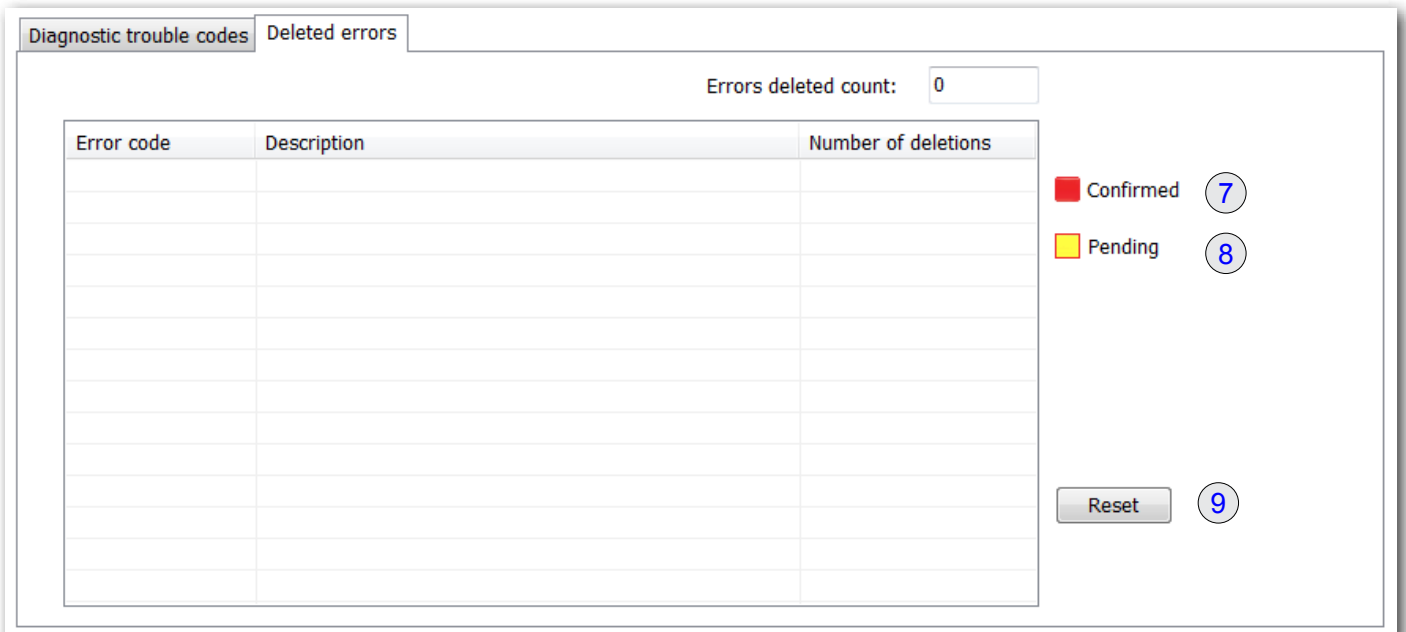 Diagnostic trouble codes Deleted errors
Errors deleted count: 0
Error code Description Number of deletions
Confirmed 7
Pending 8
Reset 9